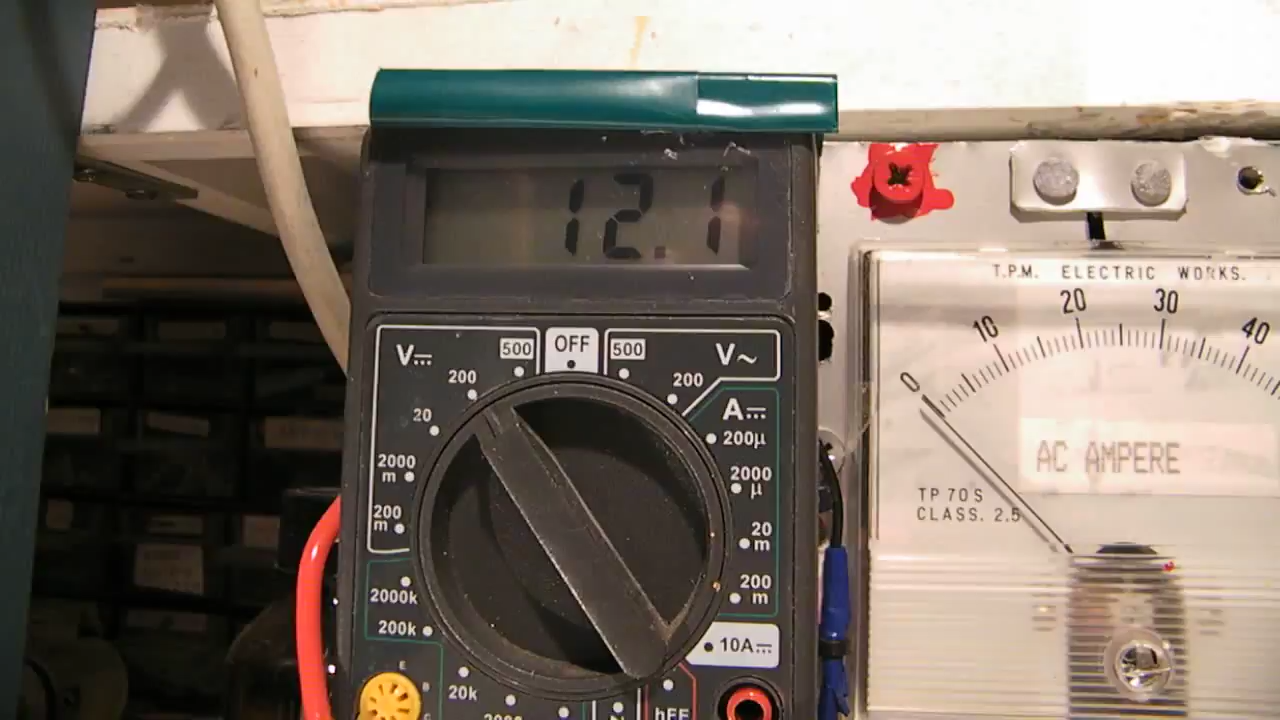 12.1
V⎓
500
OFF
500
V~
200
200
20
A⎓
200µ
2000
m
2000
µ
200
m
20
m
2000k
200
m
200k
10A⎓
20k
hFE
E
B
T.P.M. ELECTRIC WORKS.
0
10
20
30
40
AC AMPERE
TP 70S
CLASS. 2.5